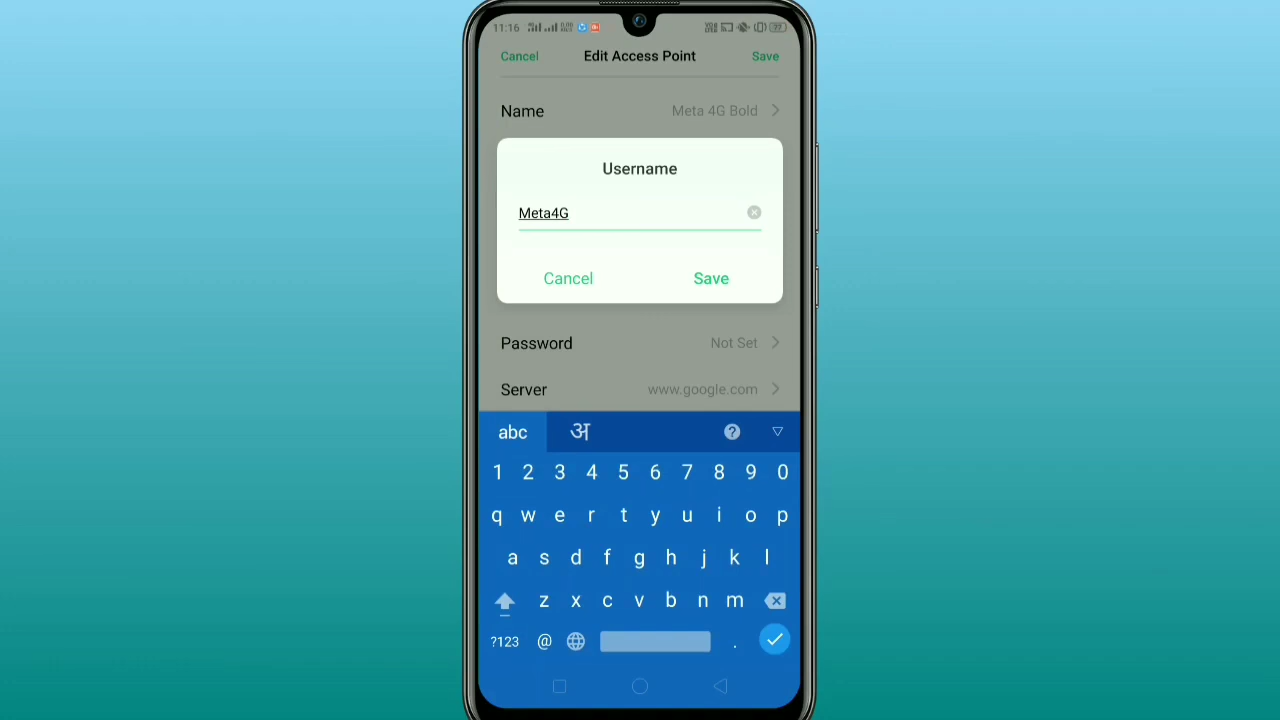 11:16
Cancel Edit Access Point Save
Name Meta 4G Bold
Username
Meta4G
Cancel Save
Password Not Set
Server www.google.com
abc अ ?
1 2 3 4 5 6 7 8 9 0
q w e r t y u i o p
a s d f g h j k l
z x c v b n m
?123 @ .